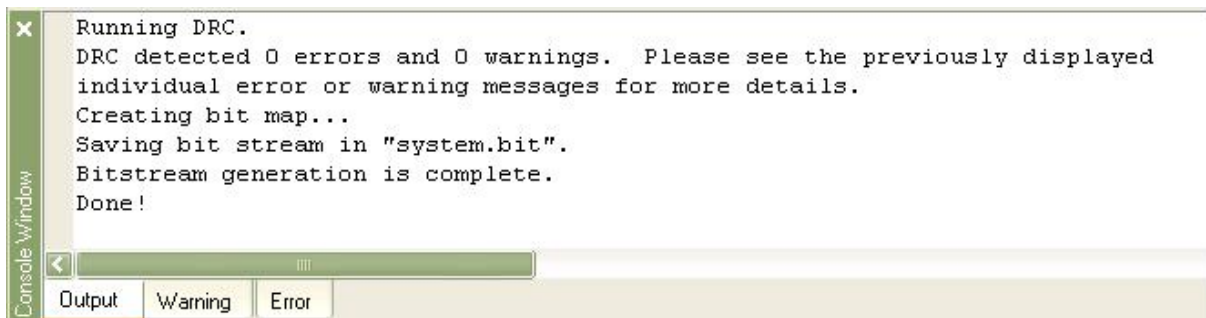 Running DRC.
DRC detected 0 errors and 0 warnings.  Please see the previously displayed
individual error or warning messages for more details.
Creating bit map...
Saving bit stream in "system.bit".
Bitstream generation is complete.
Done!
Console Window
Output Warning Error